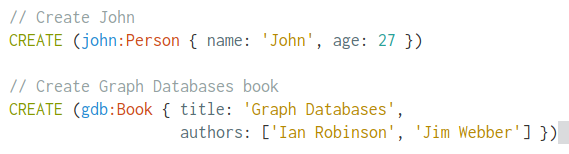 // Create John
CREATE (john:Person { name: 'John', age: 27 })
// Create Graph Databases book
CREATE (gdb:Book { title: 'Graph Databases',
authors: ['Ian Robinson', 'Jim Webber'] })